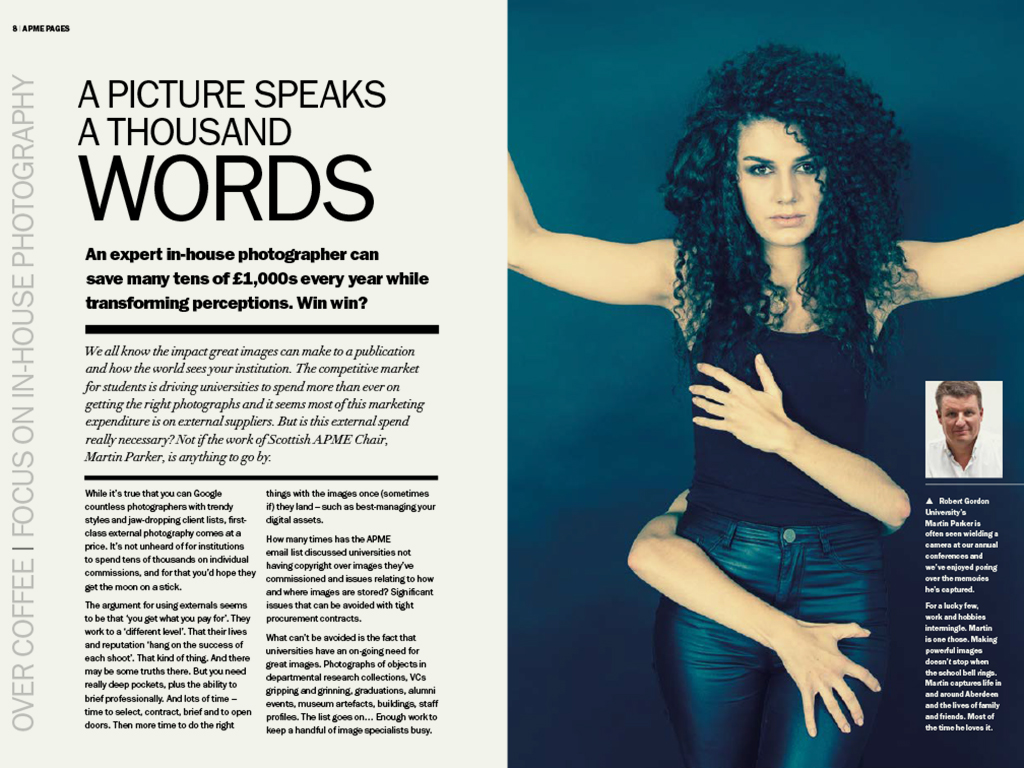 8 | APME PAGES
OVER COFFEE | FOCUS ON IN-HOUSE PHOTOGRAPHY
A PICTURE SPEAKS
A THOUSAND
WORDS
An expert in-house photographer can
save many tens of £1,000s every year while
transforming perceptions. Win win?
We all know the impact great images can make to a publication
and how the world sees your institution. The competitive market
for students is driving universities to spend more than ever on
getting the right photographs and it seems most of this marketing
expenditure is on external suppliers. But is this external spend
really necessary? Not if the work of Scottish APME Chair,
Martin Parker, is anything to go by.
While it's true that you can Google
countless photographers with trendy
styles and jaw-dropping client lists, first-
class external photography comes at a
price. It's not unheard of for institutions
to spend tens of thousands on individual
commissions, and for that you'd hope they
get the moon on a stick.
The argument for using externals seems
to be that 'you get what you pay for'. They
work to a 'different level'. That their lives
and reputation 'hang on the success of
each shoot'. That kind of thing. And there
may be some truths there. But you need
really deep pockets, plus the ability to
brief professionally. And lots of time –
time to select, contract, brief and to open
doors. Then more time to do the right
things with the images once (sometimes
if) they land – such as best-managing your
digital assets.
How many times has the APME
email list discussed universities not
having copyright over images they've
commissioned and issues relating to how
and where images are stored? Significant
issues that can be avoided with tight
procurement contracts.
What can't be avoided is the fact that
universities have an on-going need for
great images. Photographs of objects in
departmental research collections, VCs
gripping and grinning, graduations, alumni
events, museum artefacts, buildings, staff
profiles. The list goes on… Enough work to
keep a handful of image specialists busy.
▲ Robert Gordon
University's
Martin Parker is
often seen wielding a
camera at our annual
conferences and
we've enjoyed poring
over the memories
he's captured.
For a lucky few,
work and hobbies
intermingle. Martin
is one those. Making
powerful images
doesn't stop when
the school bell rings.
Martin captures life in
and around Aberdeen
and the lives of family
and friends. Most of
the time he loves it.